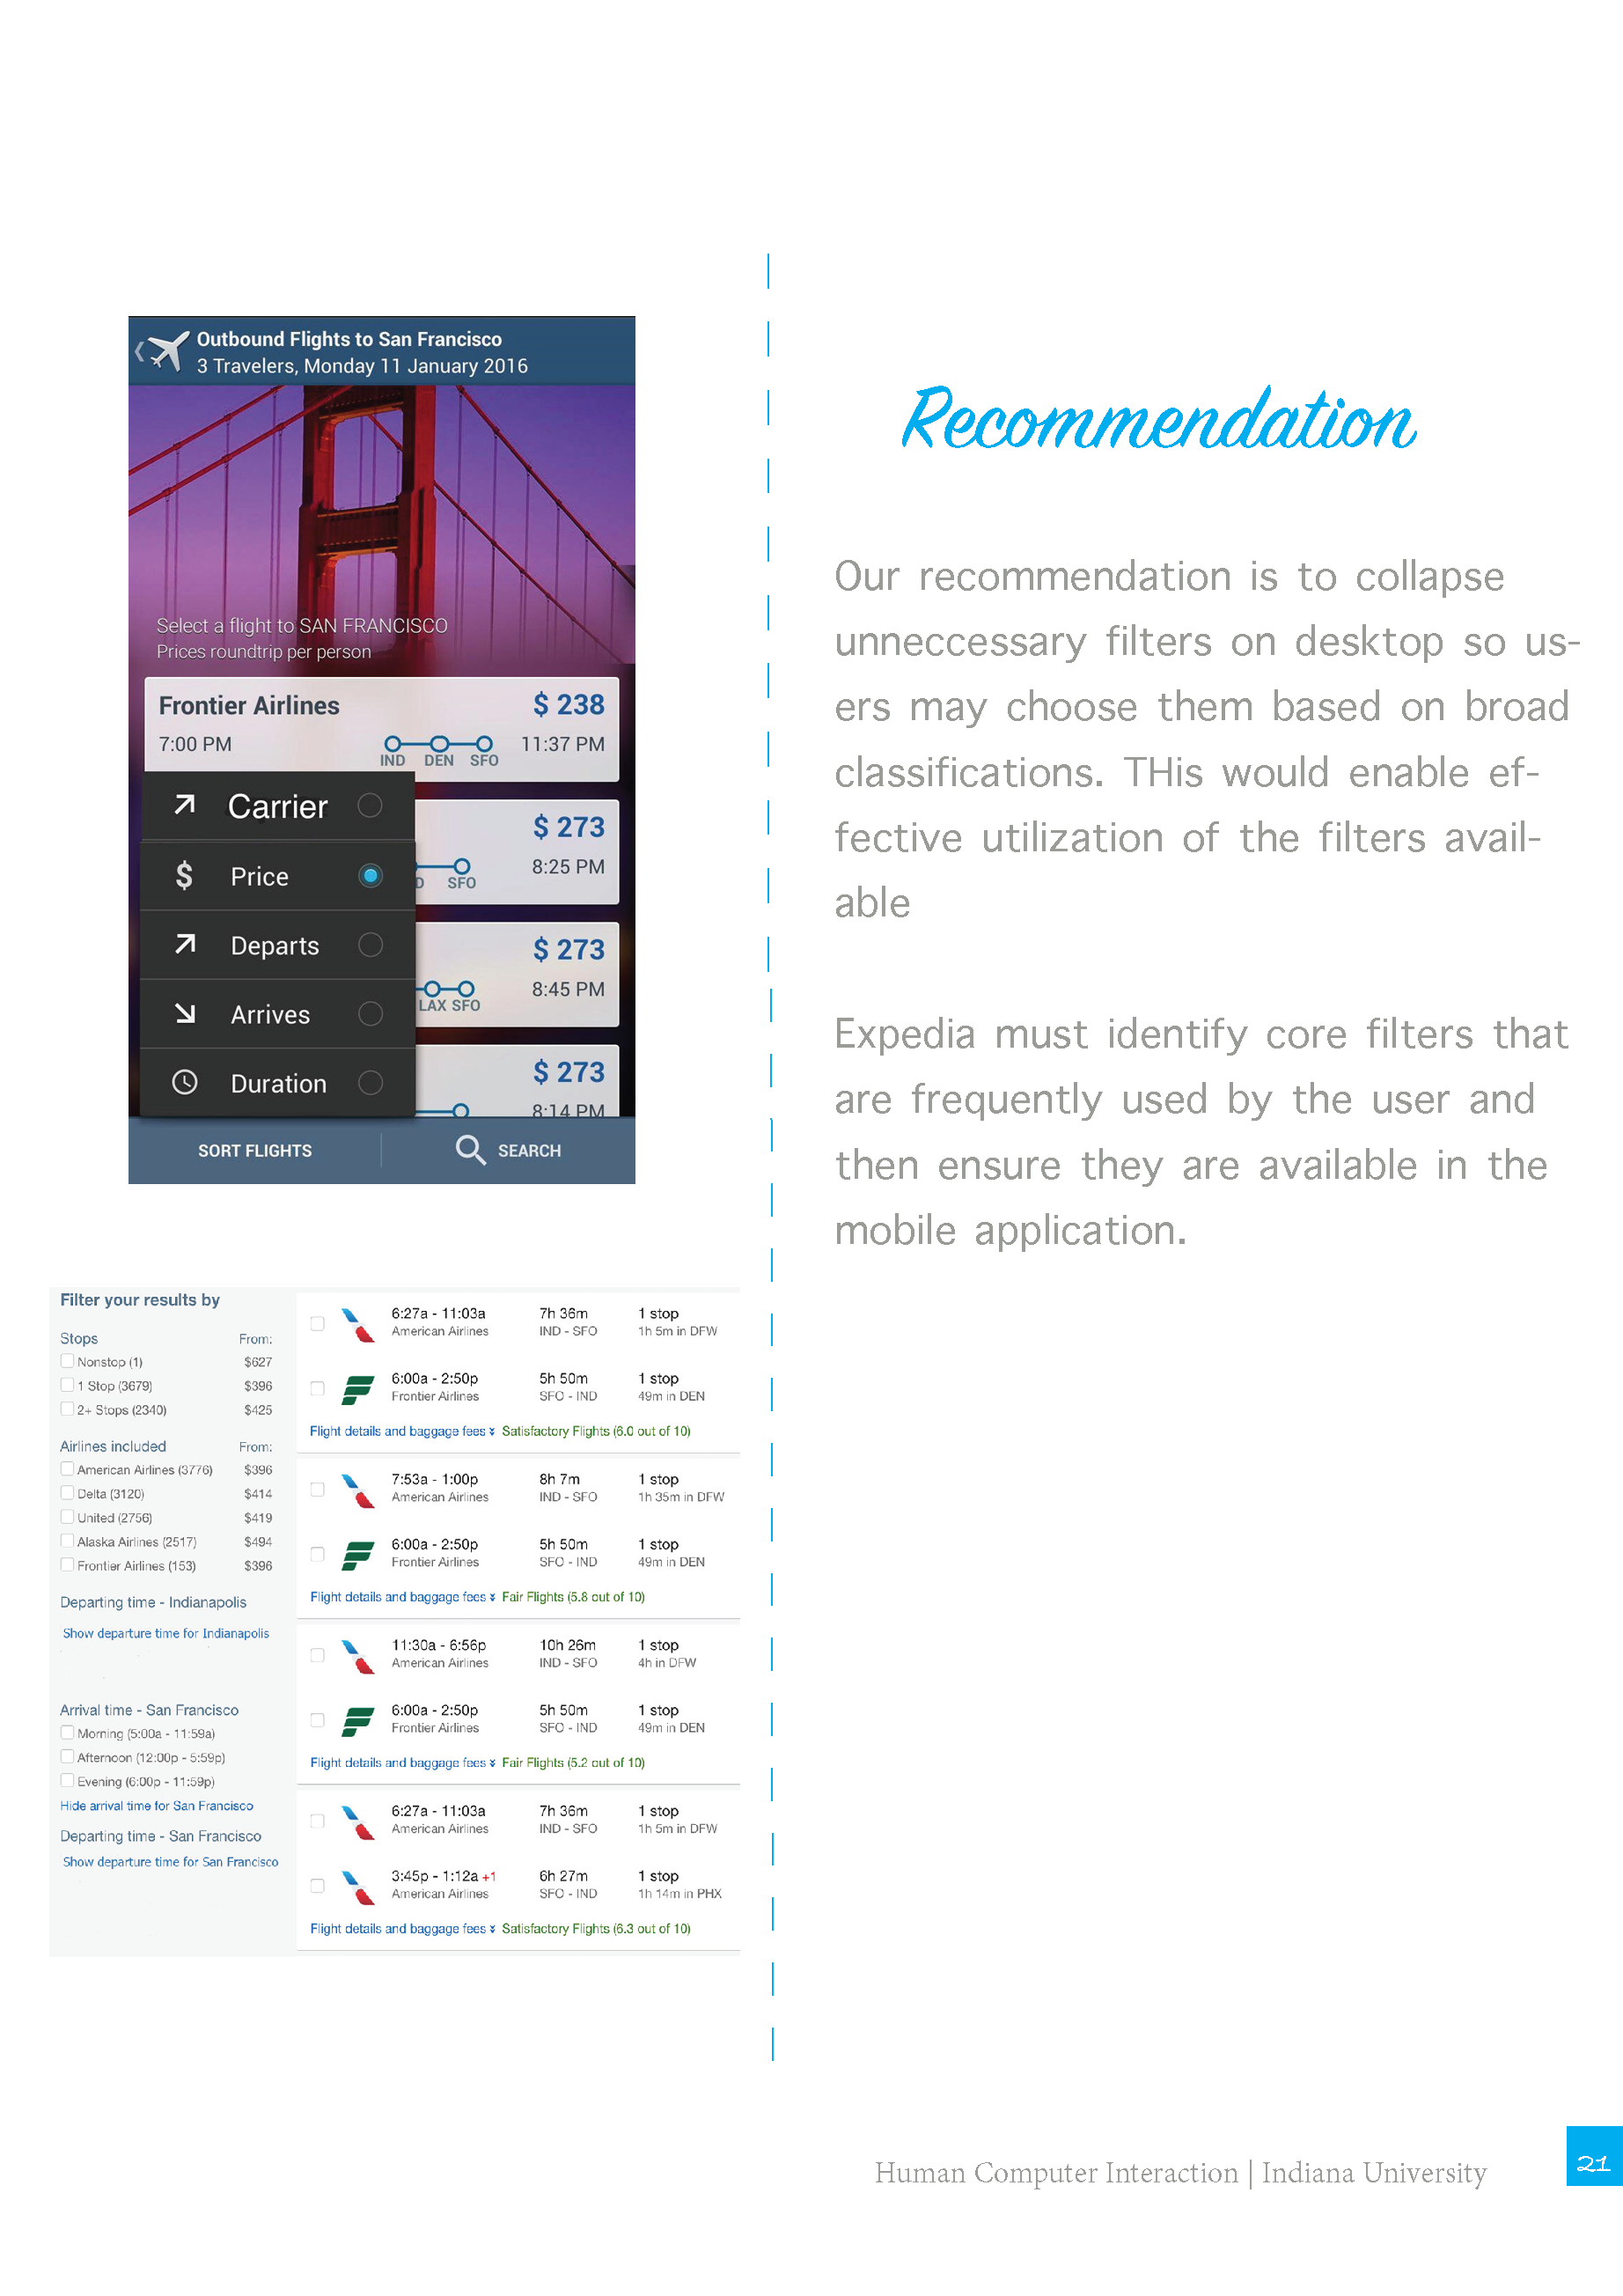 Outbound Flights to San Francisco
3 Travelers, Monday 11 January 2016
Select a flight to SAN FRANCISCO
Prices roundtrip per person
Frontier Airlines $ 238
7:00 PM 11:37 PM
IND DEN SFO
Carrier
$ 273
Price
8:25 PM
SFO
Departs
$ 273
8:45 PM
LAX SFO
Arrives
$ 273
Duration
8:14 PM
SORT FLIGHTS SEARCH
Filter your results by
Stops From:
Nonstop (1) $627
1 Stop (3679) $396
2+ Stops (2340) $425
Airlines included From:
American Airlines (3776) $396
Delta (3120) $414
United (2756) $419
Alaska Airlines (2517) $494
Frontier Airlines (153) $396
Departing time - Indianapolis
Show departure time for Indianapolis
Arrival time - San Francisco
Morning (5:00a - 11:59a)
Afternoon (12:00p - 5:59p)
Evening (6:00p - 11:59p)
Hide arrival time for San Francisco
Departing time - San Francisco
Show departure time for San Francisco
6:27a - 11:03a 7h 36m 1 stop
American Airlines IND - SFO 1h 5m in DFW
6:00a - 2:50p 5h 50m 1 stop
Frontier Airlines SFO - IND 49m in DEN
Flight details and baggage fees Satisfactory Flights (6.0 out of 10)
7:53a - 1:00p 8h 7m 1 stop
American Airlines IND - SFO 1h 35m in DFW
6:00a - 2:50p 5h 50m 1 stop
Frontier Airlines SFO - IND 49m in DEN
Flight details and baggage fees Fair Flights (5.8 out of 10)
11:30a - 6:56p 10h 26m 1 stop
American Airlines IND - SFO 4h in DFW
6:00a - 2:50p 5h 50m 1 stop
Frontier Airlines SFO - IND 49m in DEN
Flight details and baggage fees Fair Flights (5.2 out of 10)
6:27a - 11:03a 7h 36m 1 stop
American Airlines IND - SFO 1h 5m in DFW
3:45p - 1:12a +1 6h 27m 1 stop
American Airlines SFO - IND 1h 14m in PHX
Flight details and baggage fees Satisfactory Flights (6.3 out of 10)
Recommendation
Our recommendation is to collapse
unneccessary filters on desktop so us-
ers may choose them based on broad
classifications. THis would enable ef-
fective utilization of the filters avail-
able
Expedia must identify core filters that
are frequently used by the user and
then ensure they are available in the
mobile application.
Human Computer Interaction | Indiana University
21